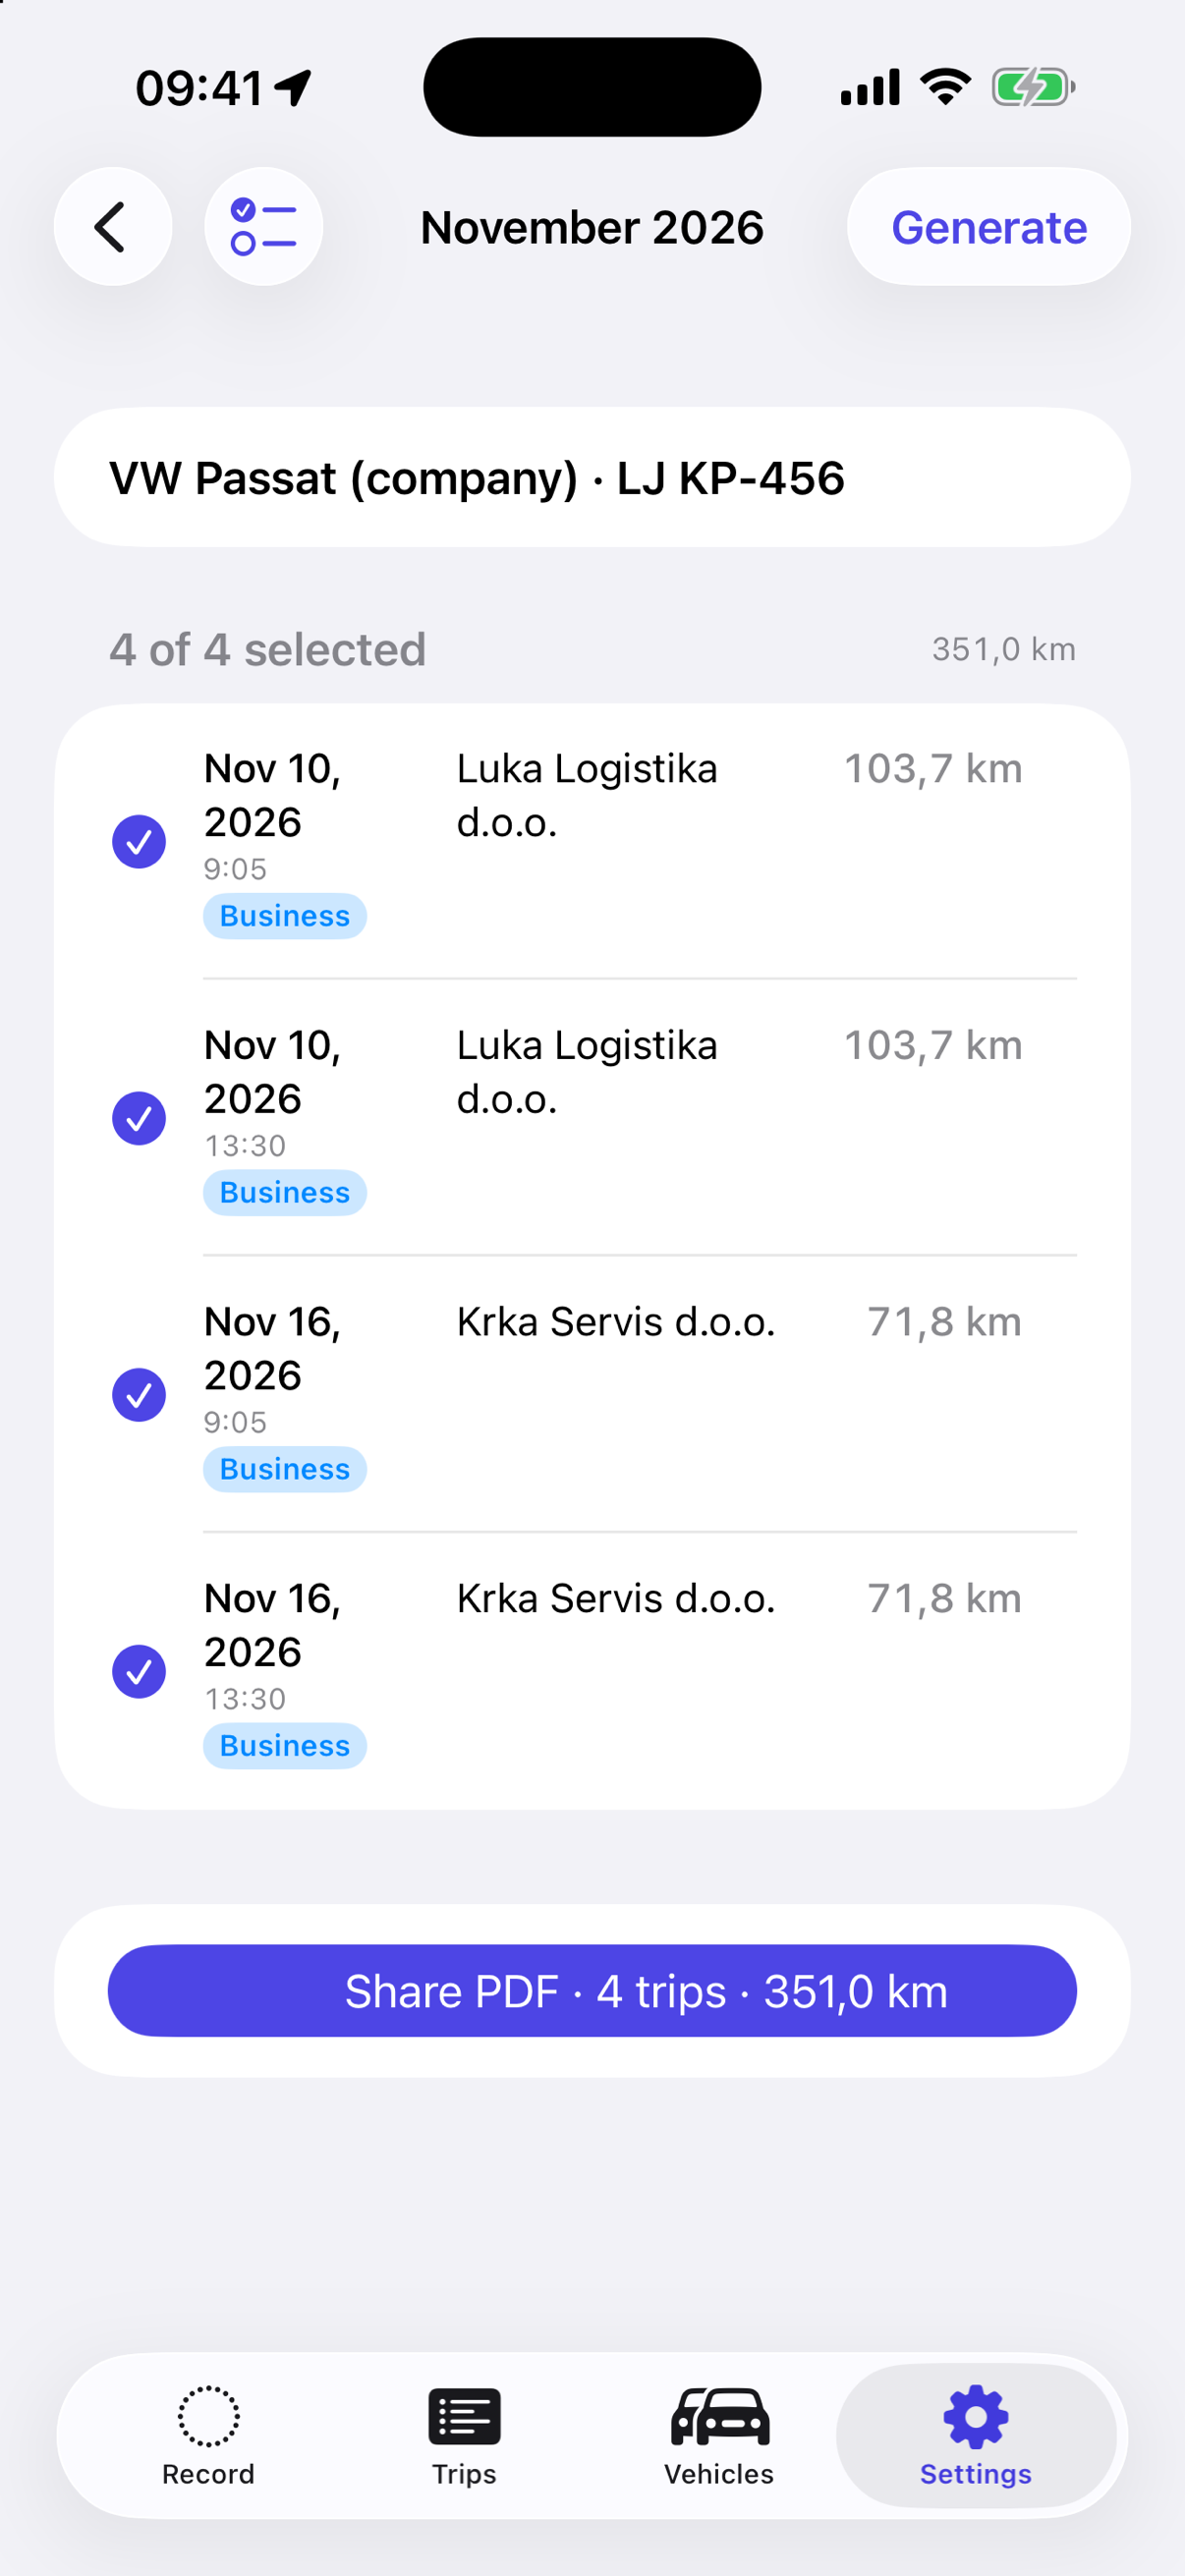 09:41
November 2026
Generate
VW Passat (company) · LJ KP-456
4 of 4 selected
351,0 km
Nov 10,
2026
9:05
Business
Luka Logistika
d.o.o.
103,7 km
Nov 10,
2026
13:30
Business
Luka Logistika
d.o.o.
103,7 km
Nov 16,
2026
9:05
Business
Krka Servis d.o.o.
71,8 km
Nov 16,
2026
13:30
Business
Krka Servis d.o.o.
71,8 km
Share PDF · 4 trips · 351,0 km
Record
Trips
Vehicles
Settings